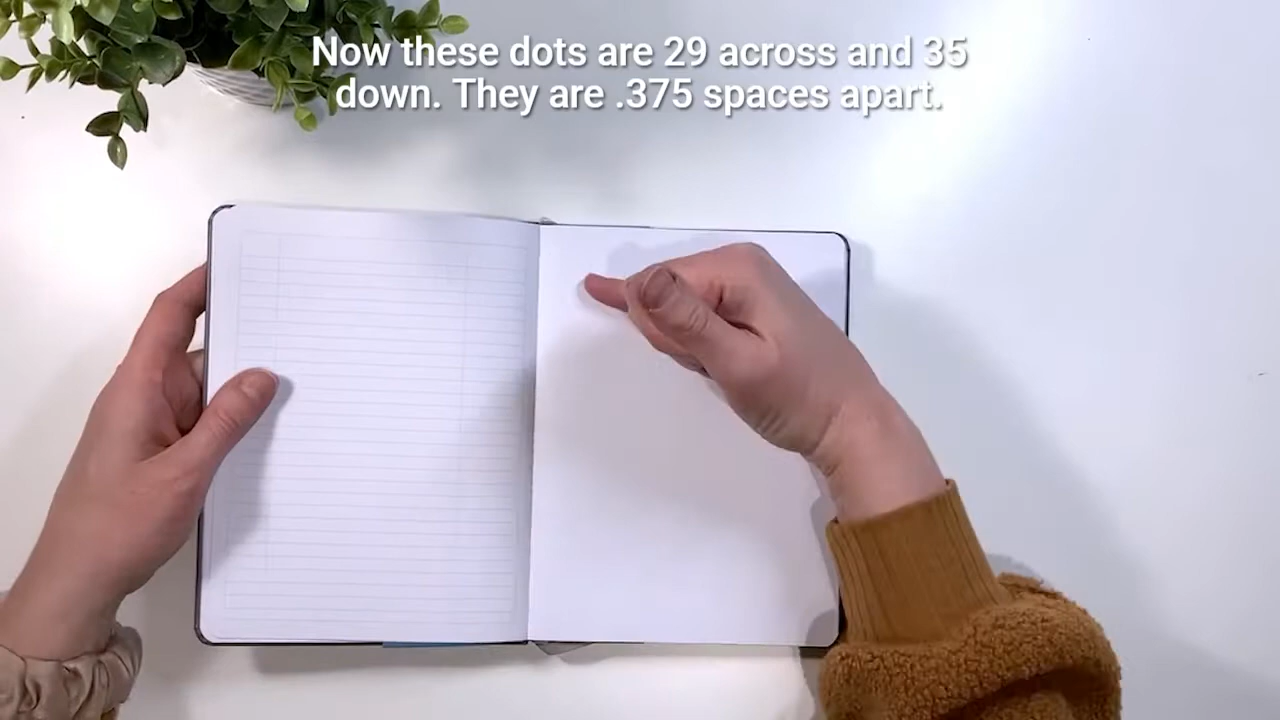 Now these dots are 29 across and 35
down. They are .375 spaces apart.